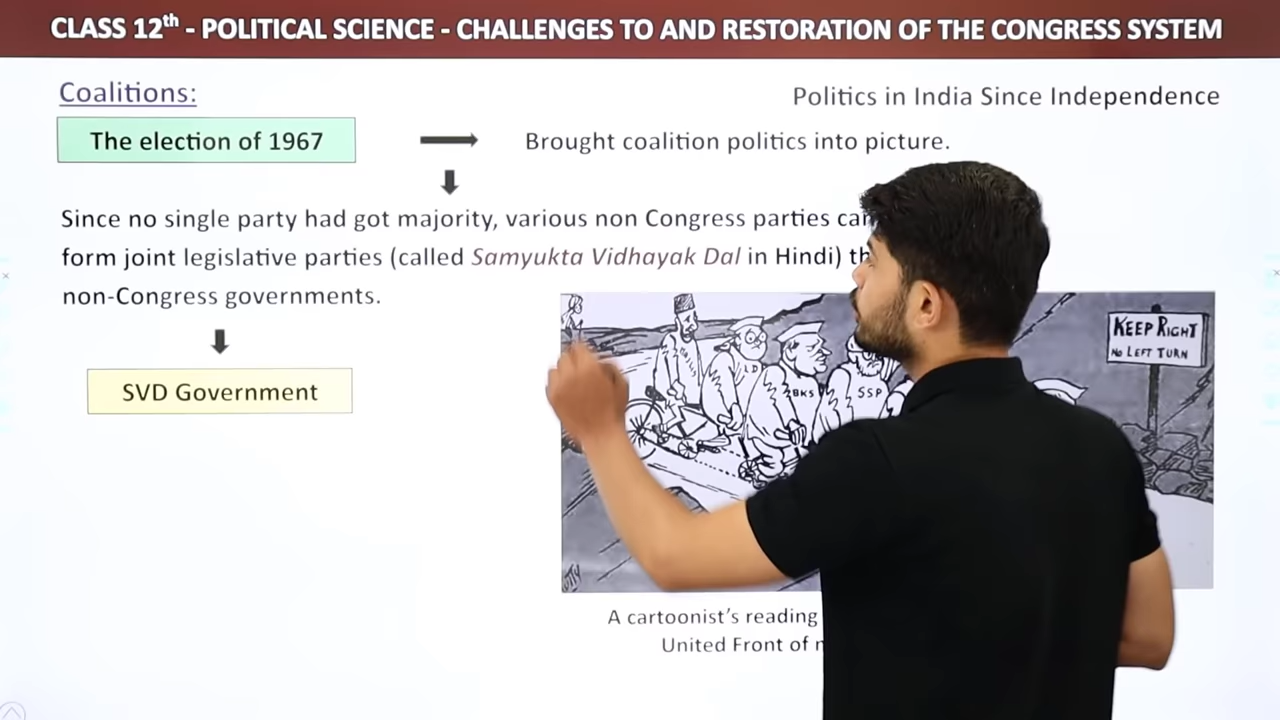 CLASS 12th - POLITICAL SCIENCE - CHALLENGES TO AND RESTORATION OF THE CONGRESS SYSTEM
Coalitions:
Politics in India Since Independence
The election of 1967
Brought coalition politics into picture.
Since no single party had got majority, various non Congress parties
form joint legislative parties (called Samyukta Vidhayak Dal in Hindi)
non-Congress governments.
SVD Government
KEEP RIGHT
NO LEFT TURN
BKS
SSP
A cartoonist's reading
United Front of